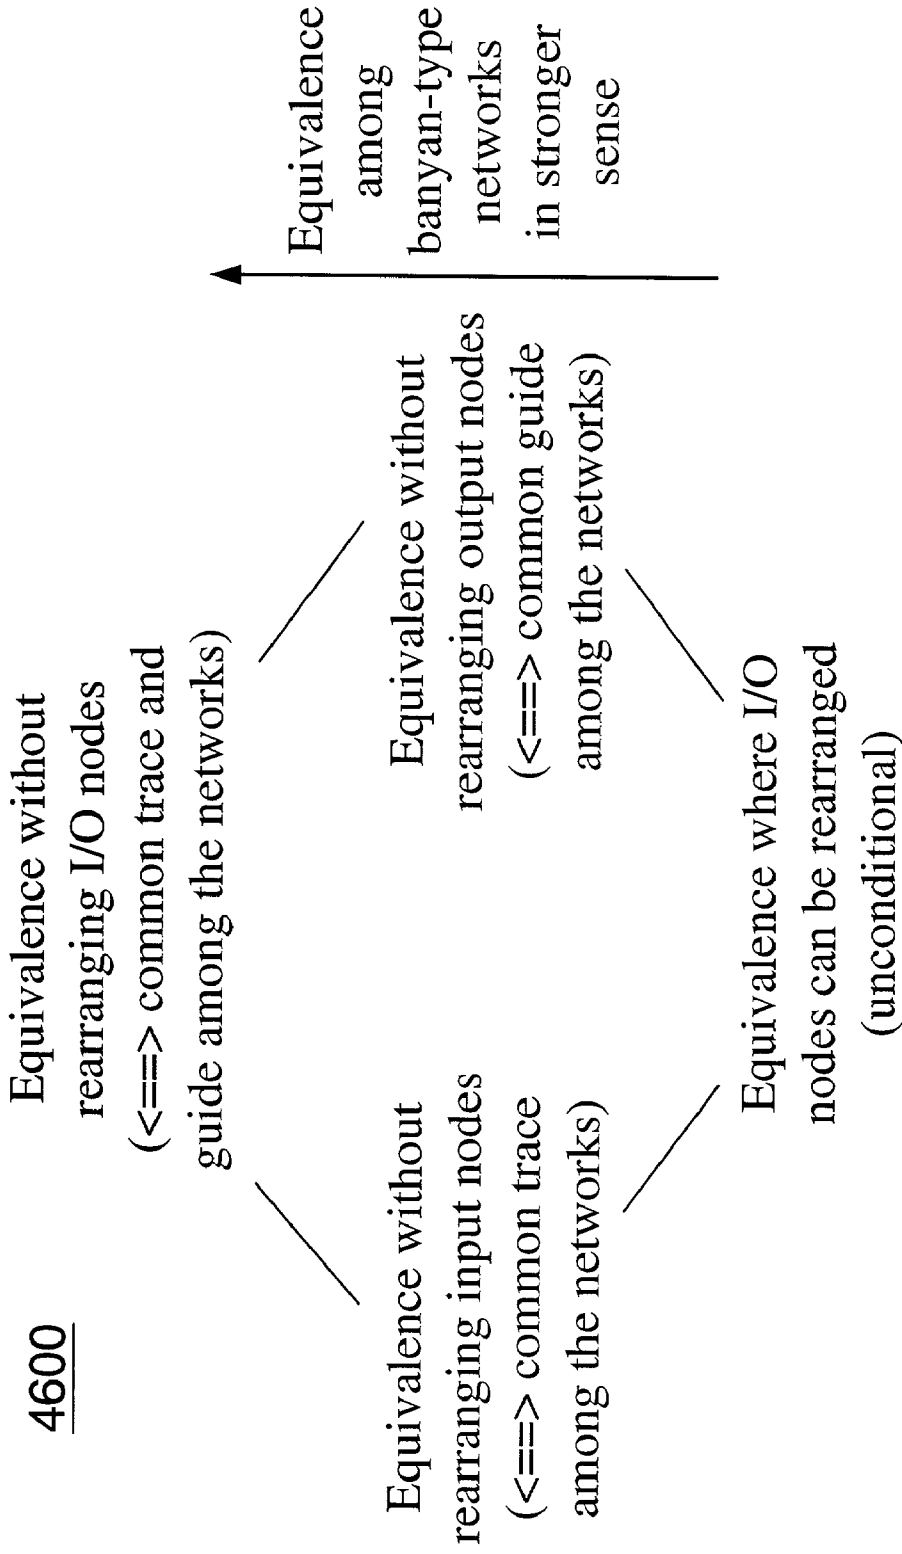 4600
Equivalence without
rearranging I/O nodes
(<==> common trace and
guide among the networks)
Equivalence without
rearranging input nodes
(<==> common trace
among the networks)
Equivalence without
rearranging output nodes
(<==> common guide
among the networks)
Equivalence where I/O
nodes can be rearranged
(unconditional)
Equivalence
among
banyan-type
networks
in stronger
sense